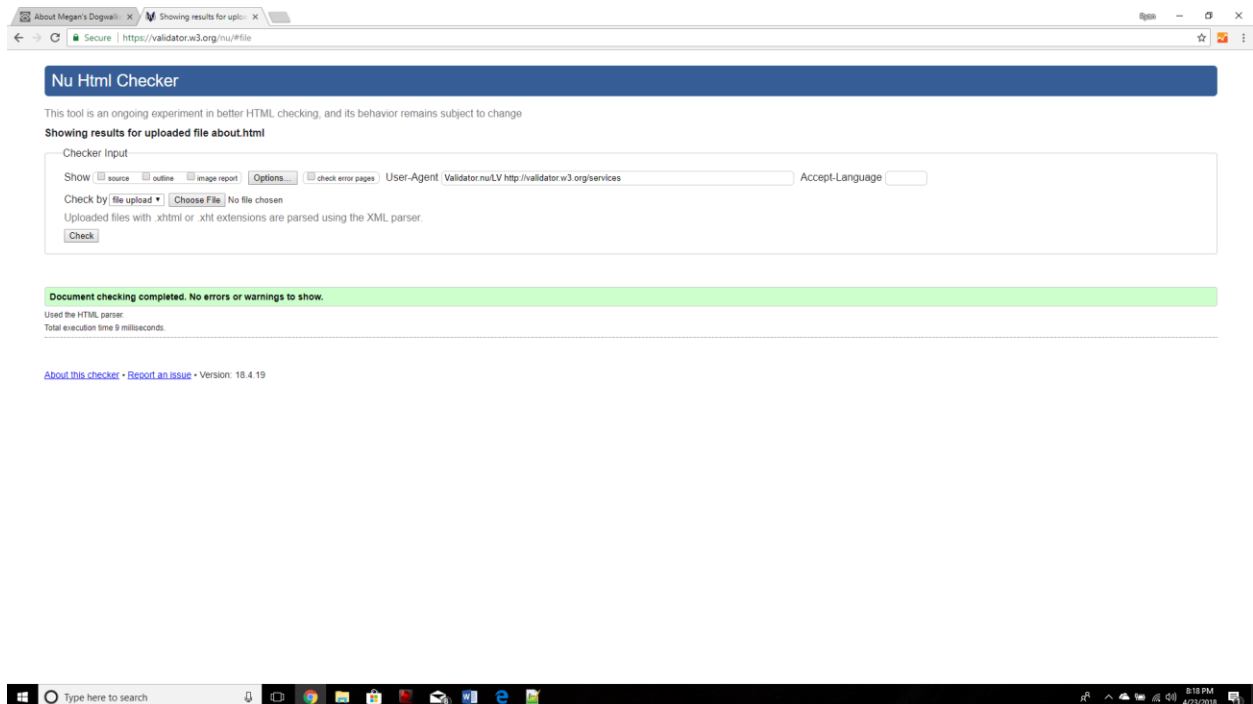 About Megan's Dogwalk
Showing results for uploa
Secure | https://validator.w3.org/nu/#file
Nu Html Checker
This tool is an ongoing experiment in better HTML checking, and its behavior remains subject to change
Showing results for uploaded file about.html
Checker Input
Show source outline image report Options... check error pages User-Agent Validator.nu/LV http://validator.w3.org/services Accept-Language
Check by file upload Choose File No file chosen
Uploaded files with .xhtml or .xht extensions are parsed using the XML parser.
Check
Document checking completed. No errors or warnings to show.
Used the HTML parser.
Total execution time 9 milliseconds.
About this checker • Report an issue • Version: 18.4.19
Type here to search
8:18 PM
4/23/2018